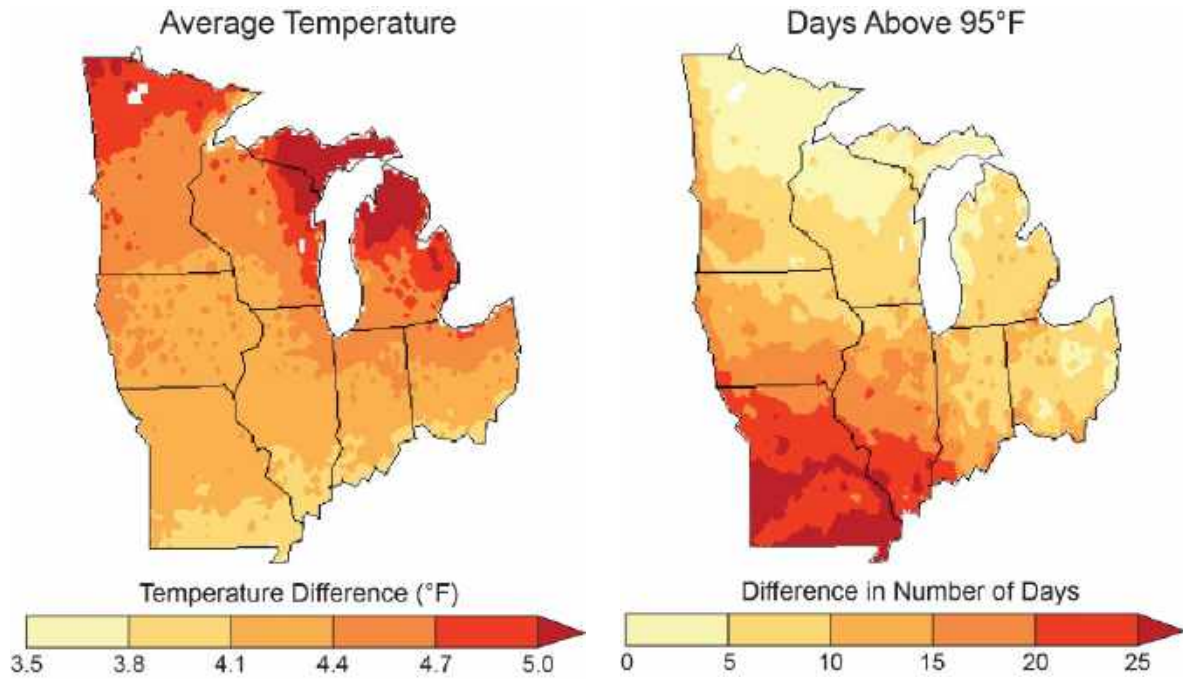 Average Temperature
Days Above 95°F
Temperature Difference (°F)
3.5 3.8 4.1 4.4 4.7 5.0
Difference in Number of Days
0 5 10 15 20 25